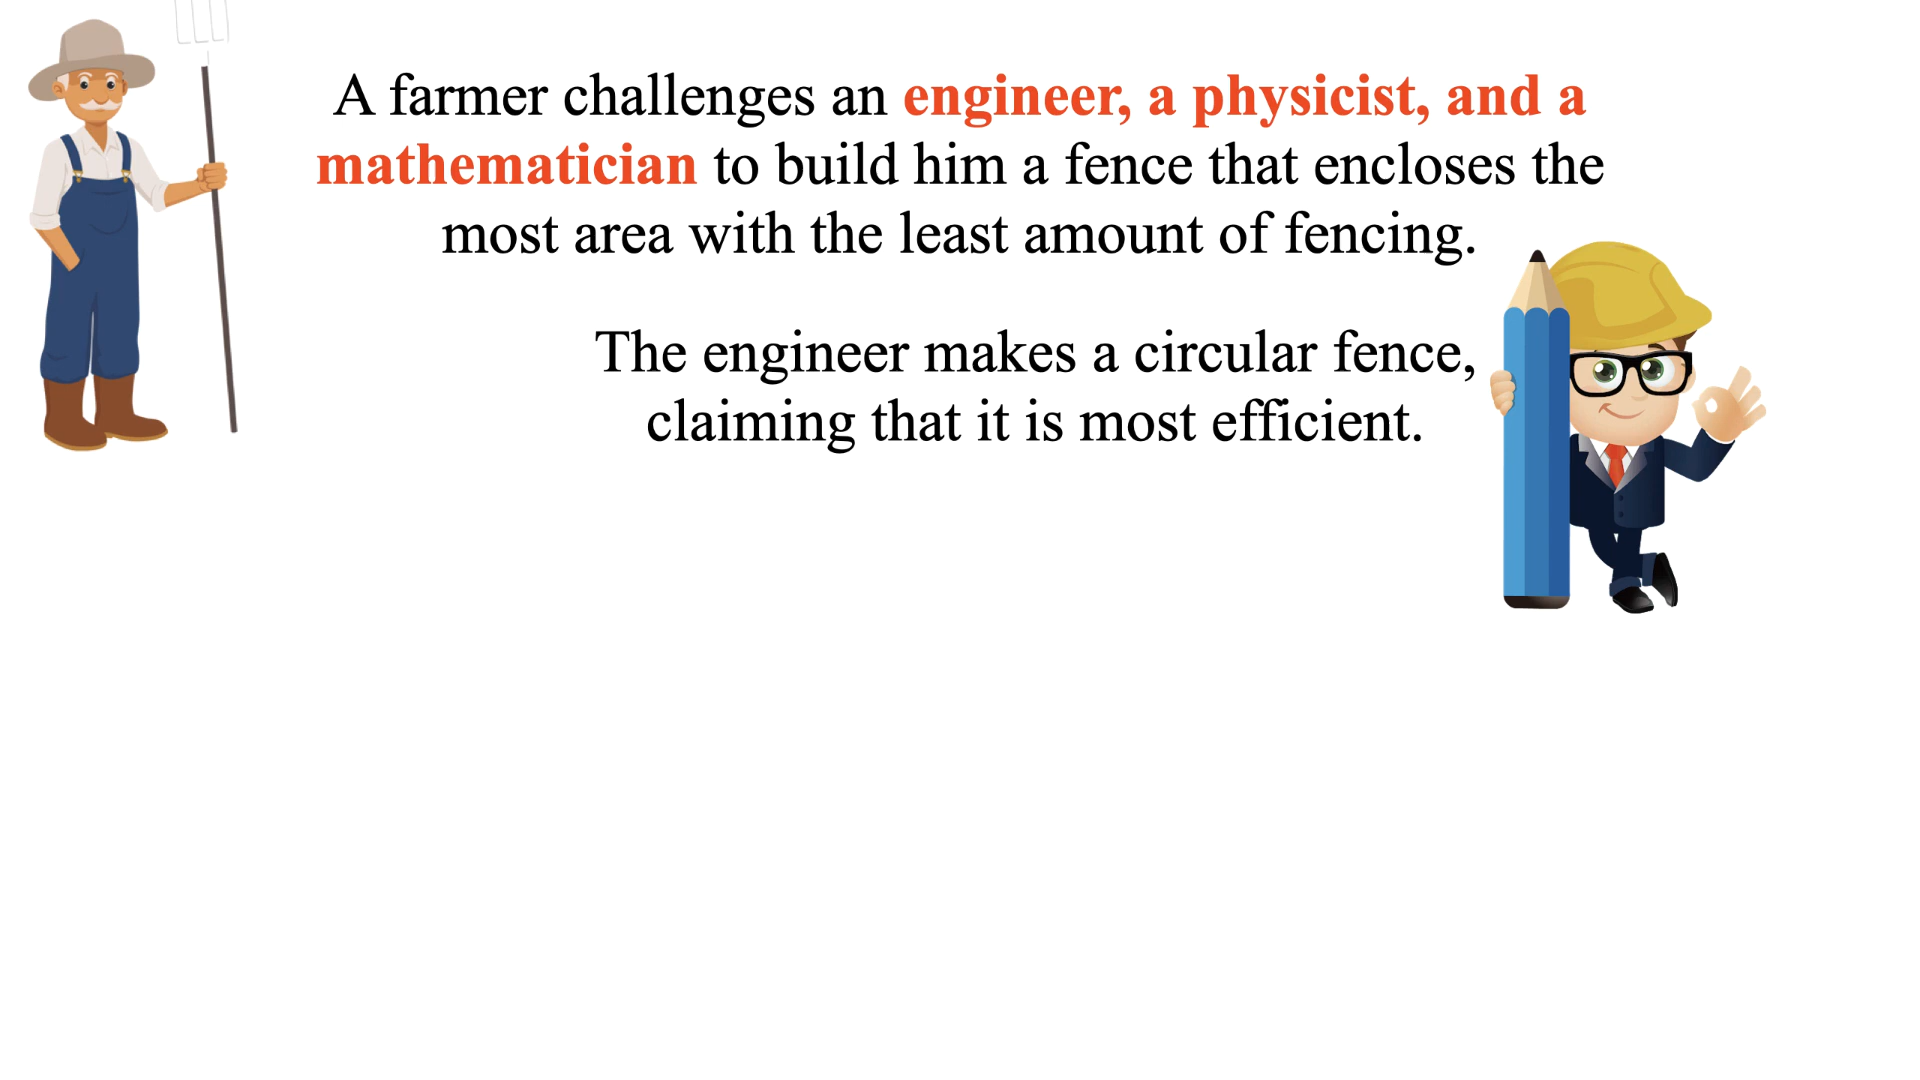 A farmer challenges an engineer, a physicist, and a
mathematician to build him a fence that encloses the
most area with the least amount of fencing.
The engineer makes a circular fence,
claiming that it is most efficient.